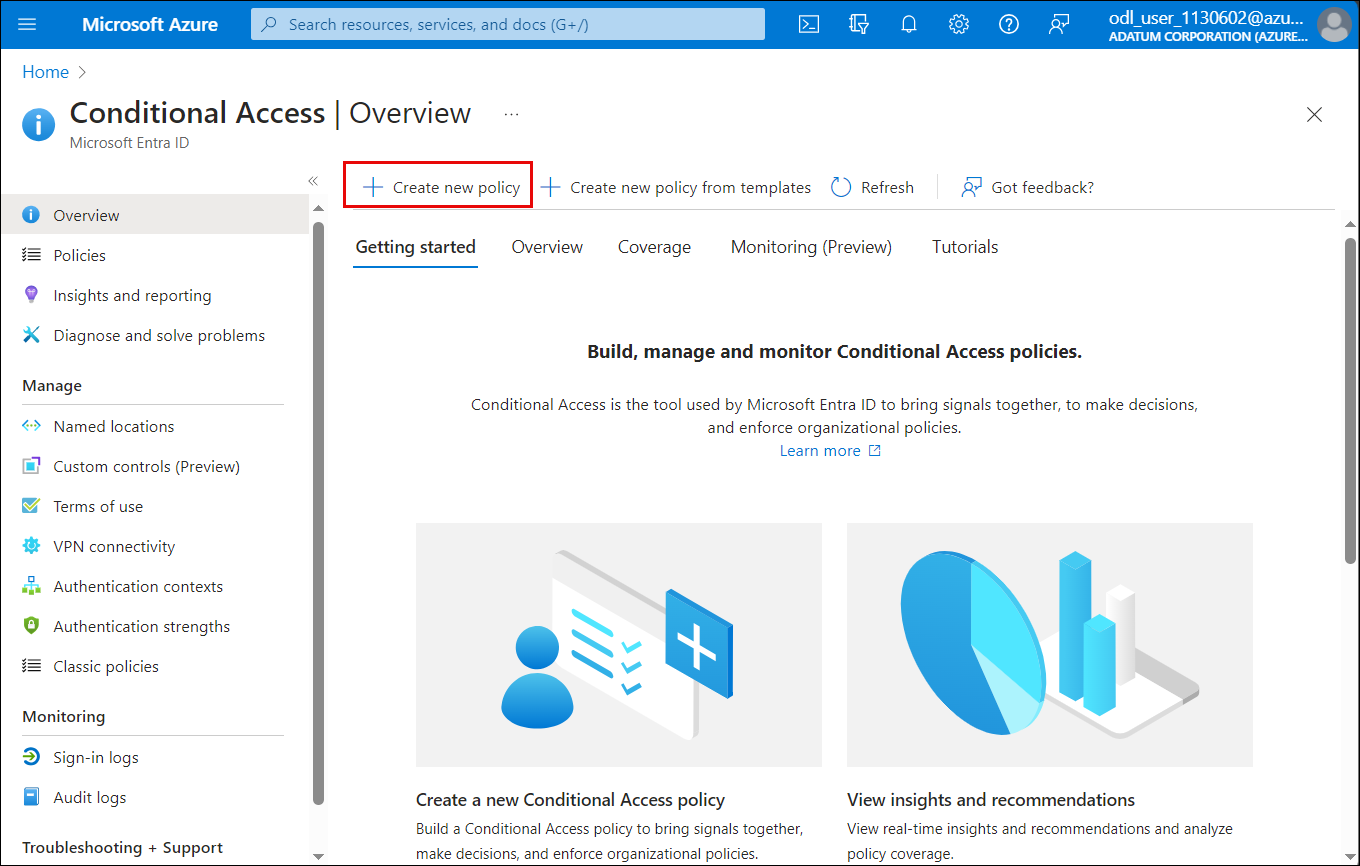 Microsoft Azure
Search resources, services, and docs (G+/)
odl_user_1130602@azu...
ADATUM CORPORATION (AZURE...
Home
Conditional Access | Overview ...
Microsoft Entra ID
Create new policy
Create new policy from templates
Refresh
Got feedback?
Overview
Policies
Insights and reporting
Diagnose and solve problems
Manage
Named locations
Custom controls (Preview)
Terms of use
VPN connectivity
Authentication contexts
Authentication strengths
Classic policies
Monitoring
Sign-in logs
Audit logs
Troubleshooting + Support
Getting started
Overview
Coverage
Monitoring (Preview)
Tutorials
Build, manage and monitor Conditional Access policies.
Conditional Access is the tool used by Microsoft Entra ID to bring signals together, to make decisions,
and enforce organizational policies.
Learn more
Create a new Conditional Access policy
Build a Conditional Access policy to bring signals together,
make decisions, and enforce organizational policies.
View insights and recommendations
View real-time insights and recommendations and analyze
policy coverage.